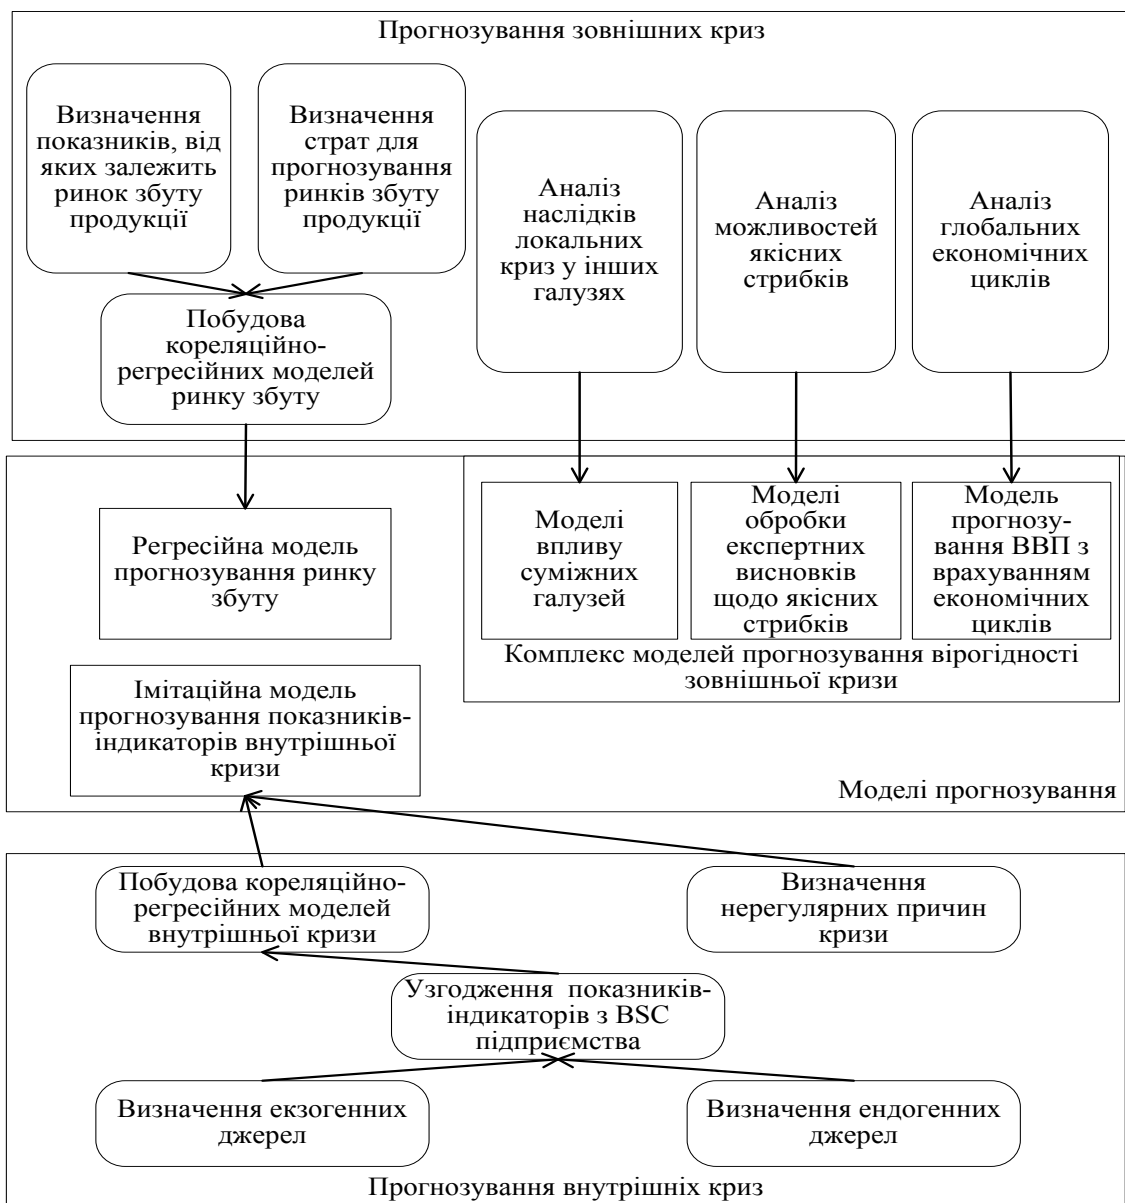 Прогнозування зовнішних криз
Визначення
показників, від
яких залежить
ринок збуту
продукції
Визначення
страт для
прогнозування
ринків збуту
продукції
Аналіз
наслідків
локальних
криз у інших
галузях
Аналіз
можливостей
якісних
стрибків
Аналіз
глобальних
економічних
циклів
Побудова
кореляційно-
регресійних моделей
ринку збуту
Регресійна модель
прогнозування ринку
збуту
Моделі
впливу
суміжних
галузей
Моделі
обробки
експертних
висновків
щодо якісних
стрибків
Модель
прогнозу-
вання ВВП з
врахуванням
економічних
циклів
Комплекс моделей прогнозування вірогідності
зовнішньої кризи
Імітаційна модель
прогнозування показників-
індикаторів внутрішньої
кризи
Моделі прогнозування
Побудова кореляційно-
регресійних моделей
внутрішньої кризи
Визначення
нерегулярних причин
кризи
Узгодження показників-
індикаторів з BSC
підприємства
Визначення екзогенних
джерел
Визначення ендогенних
джерел
Прогнозування внутрішніх криз